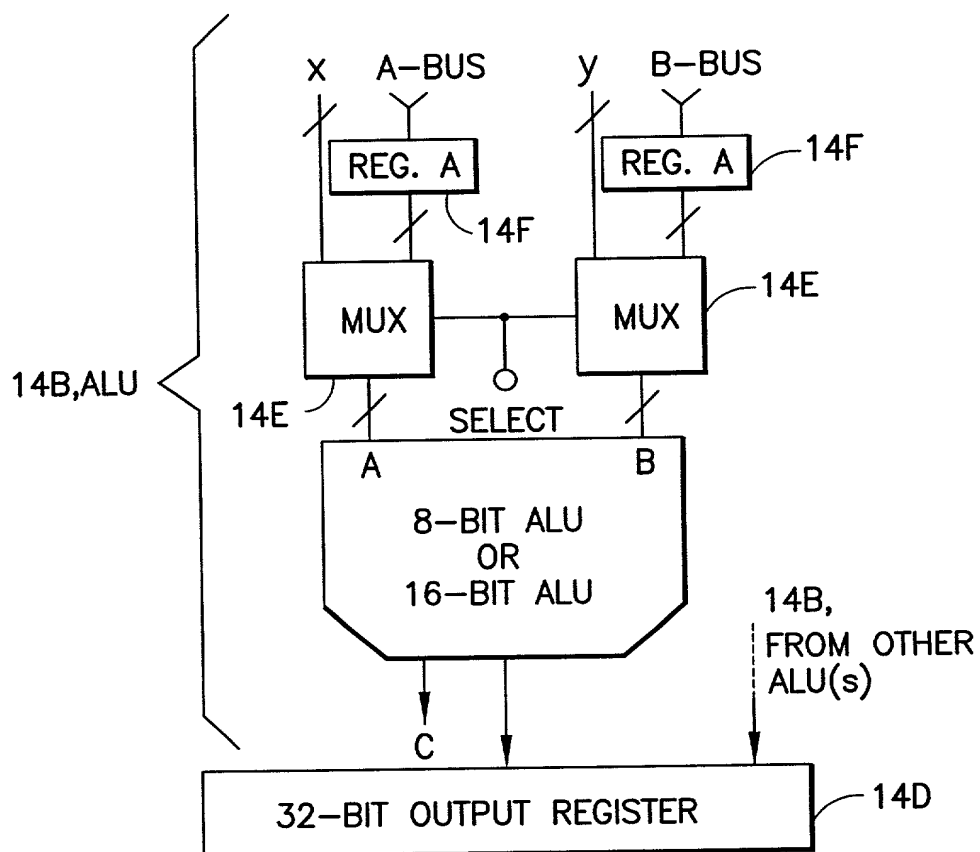 x A-BUS y B-BUS
REG. A REG. A 14F
14F
MUX MUX 14E
14B,ALU
14E SELECT
A B
8-BIT ALU
OR
16-BIT ALU
14B,
FROM OTHER
ALU(s)
C
32-BIT OUTPUT REGISTER 14D